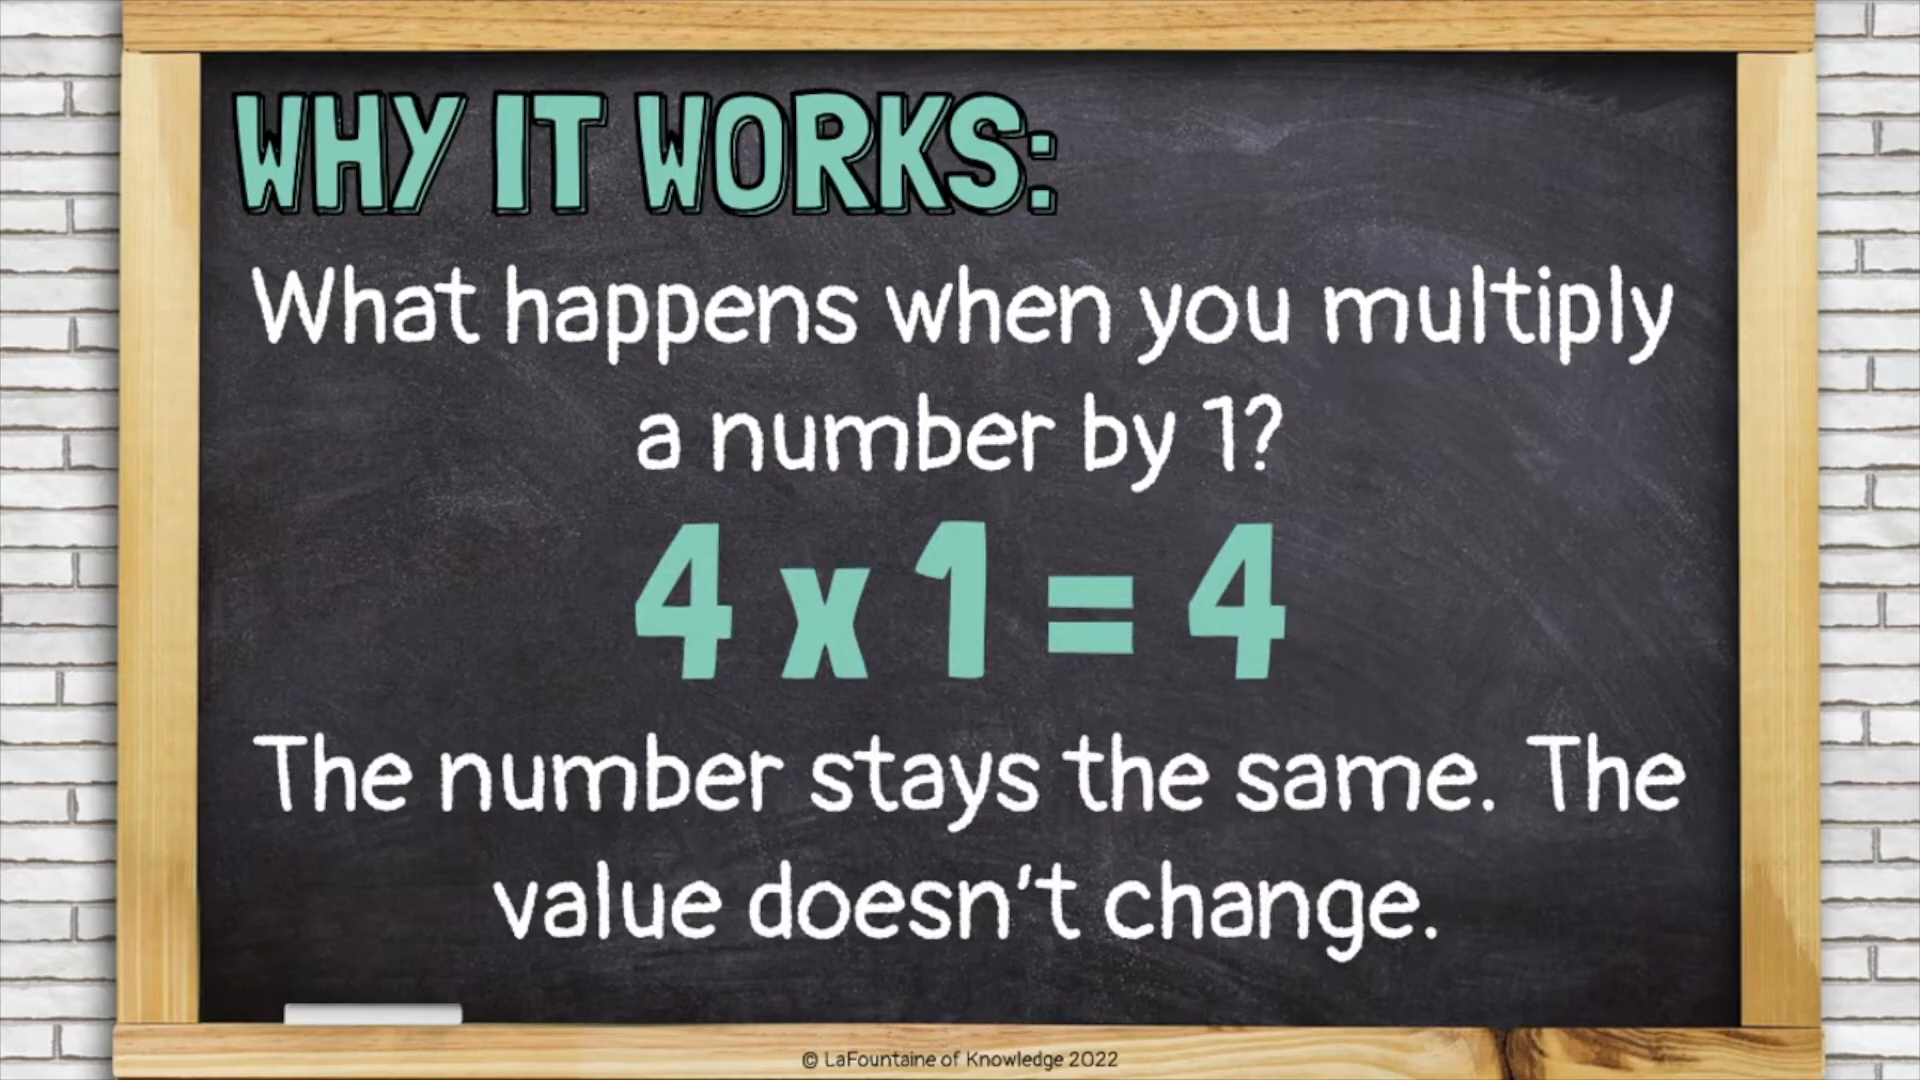 WHY IT WORKS:
What happens when you multiply
a number by 1?
4 x 1 = 4
The number stays the same. The
value doesn't change.
© LaFountaine of Knowledge 2022